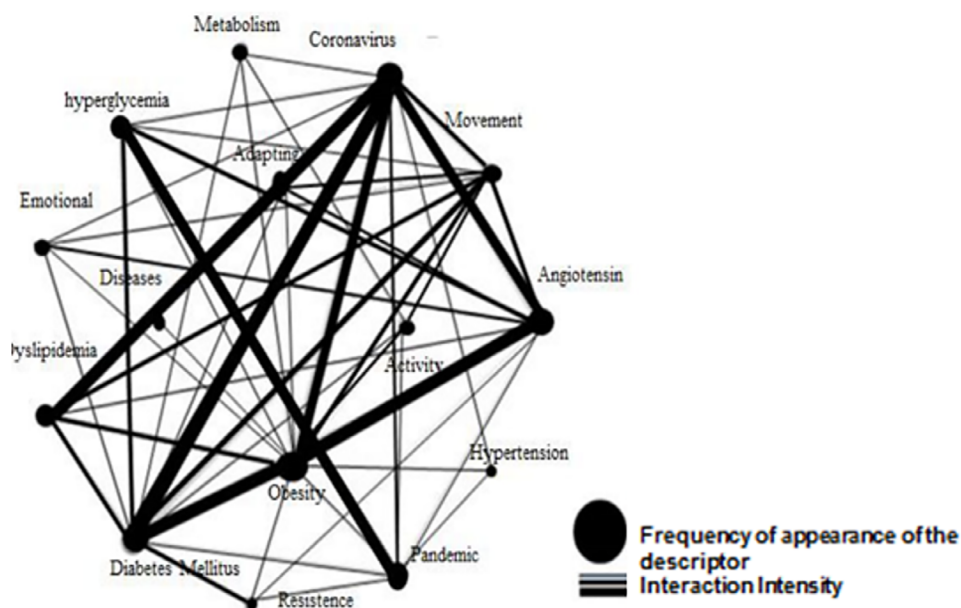 Metabolism
Coronavirus
hyperglycemia
Movement
Adapting
Emotional
Diseases
Angiotensin
yslipidemia
Activity
Hypertension
Obesity
Pandemic
Diabetes Mellitus
Resistence
Frequency of appearance of the
descriptor
Interaction Intensity